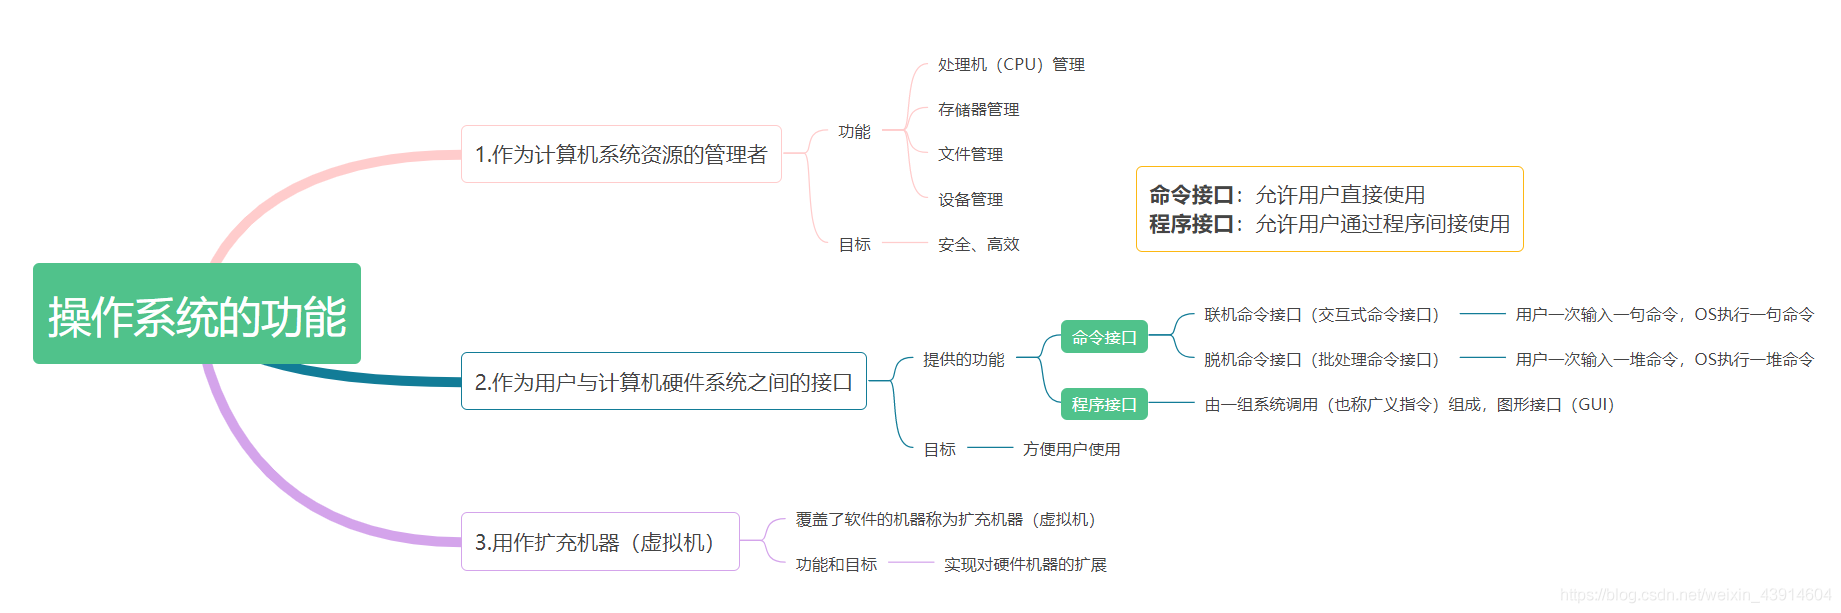 操作系统的功能
1.作为计算机系统资源的管理者
功能
处理机（CPU）管理
存储器管理
文件管理
设备管理
目标
安全、高效
命令接口：允许用户直接使用
程序接口：允许用户通过程序间接使用
2.作为用户与计算机硬件系统之间的接口
提供的功能
命令接口
联机命令接口（交互式命令接口）
用户一次输入一句命令，OS执行一句命令
脱机命令接口（批处理命令接口）
用户一次输入一堆命令，OS执行一堆命令
程序接口
由一组系统调用（也称广义指令）组成，图形接口（GUI）
目标
方便用户使用
3.用作扩充机器（虚拟机）
覆盖了软件的机器称为扩充机器（虚拟机）
功能和目标
实现对硬件机器的扩展
https://blog.csdn.net/weixin_43914604